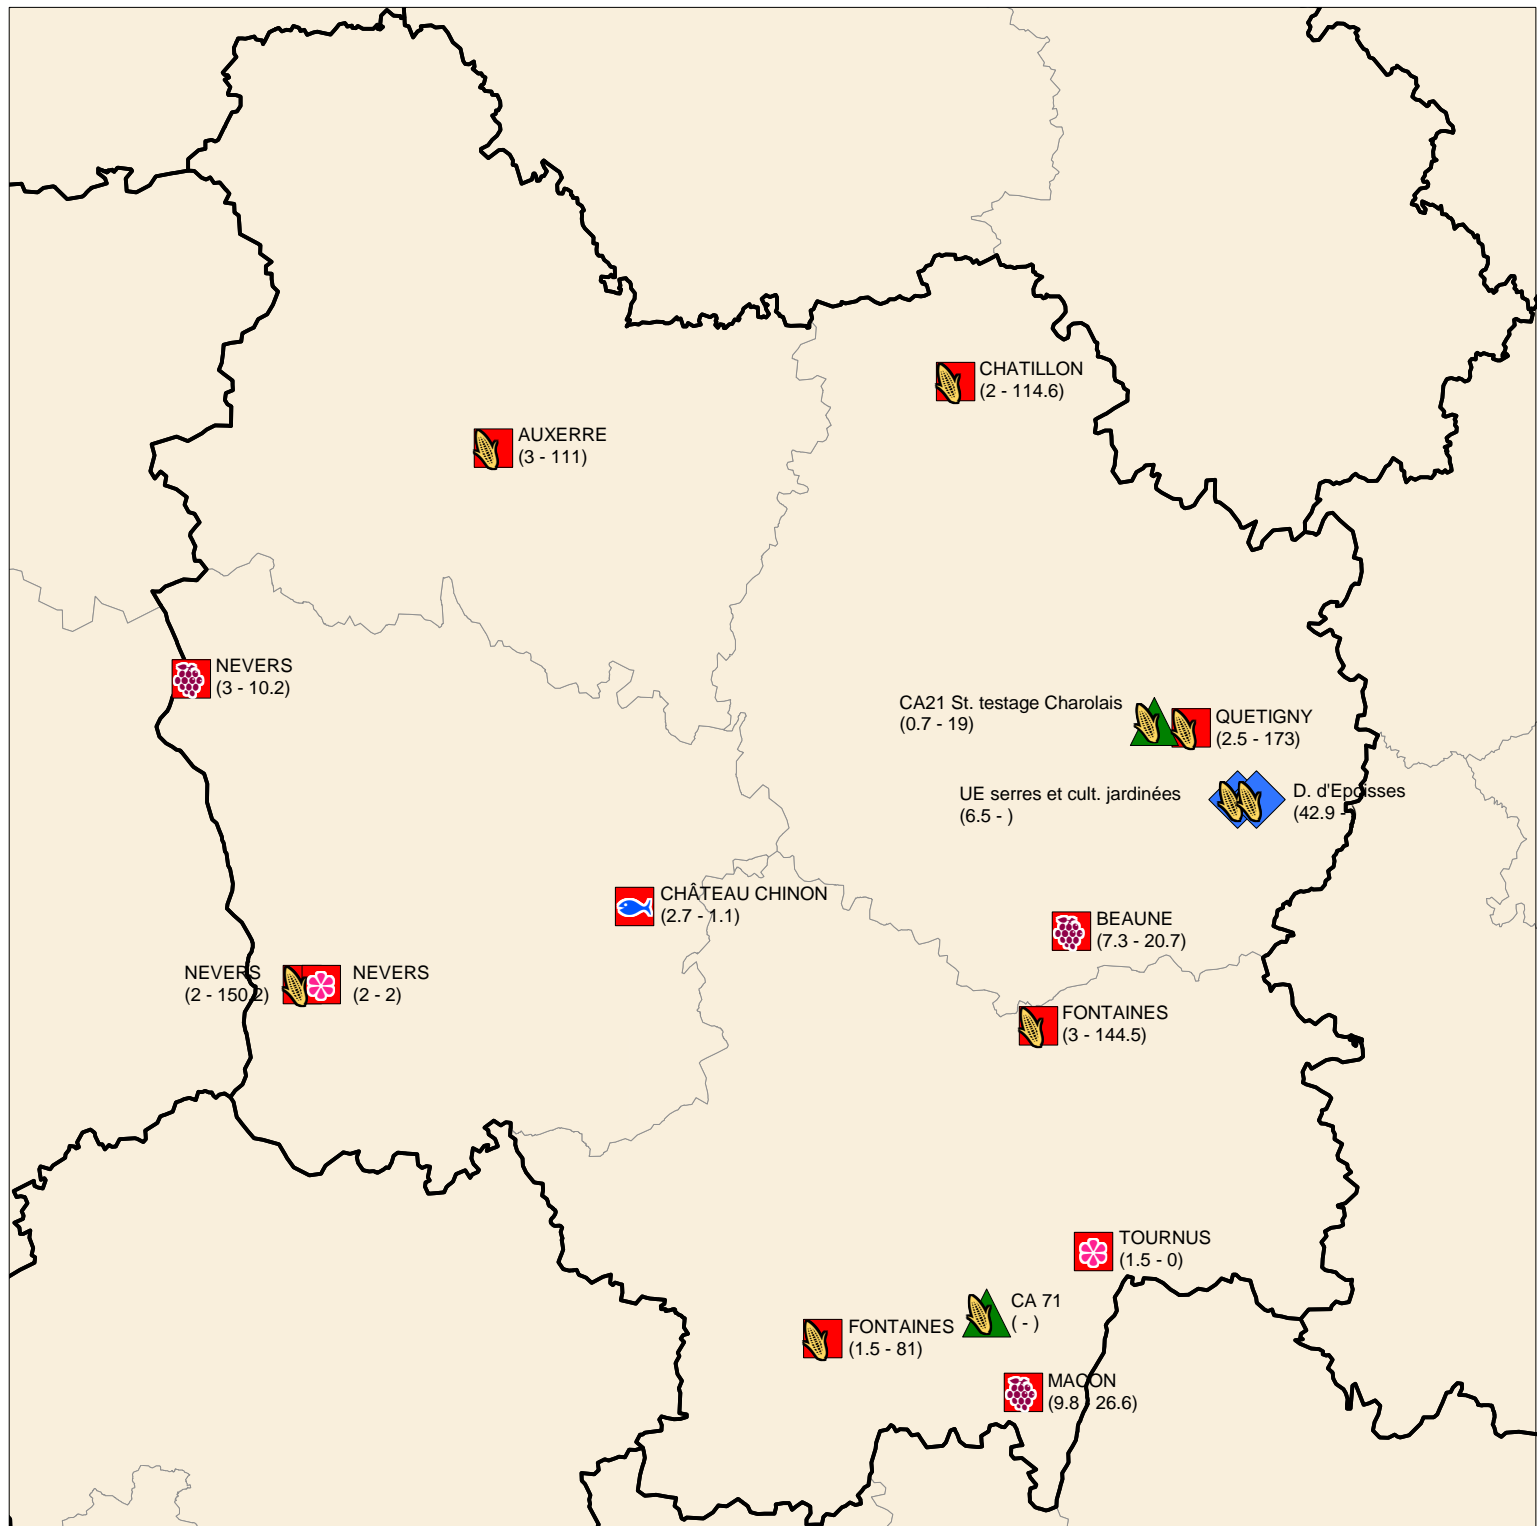 CHATILLON
(2 - 114.6)
AUXERRE
(3 - 111)
NEVERS
(3 - 10.2)
CA21 St. testage Charolais
(0.7 - 19)
QUETIGNY
(2.5 - 173)
UE serres et cult. jardinées
(6.5 - )
D. d'Epoisses
(42.9 - )
CHÂTEAU CHINON
(2.7 - 1.1)
BEAUNE
(7.3 - 20.7)
NEVERS
(2 - 150.2)
NEVERS
(2 - 2)
FONTAINES
(3 - 144.5)
TOURNUS
(1.5 - 0)
CA 71
( - )
FONTAINES
(1.5 - 81)
MACON
(9.8 - 26.6)